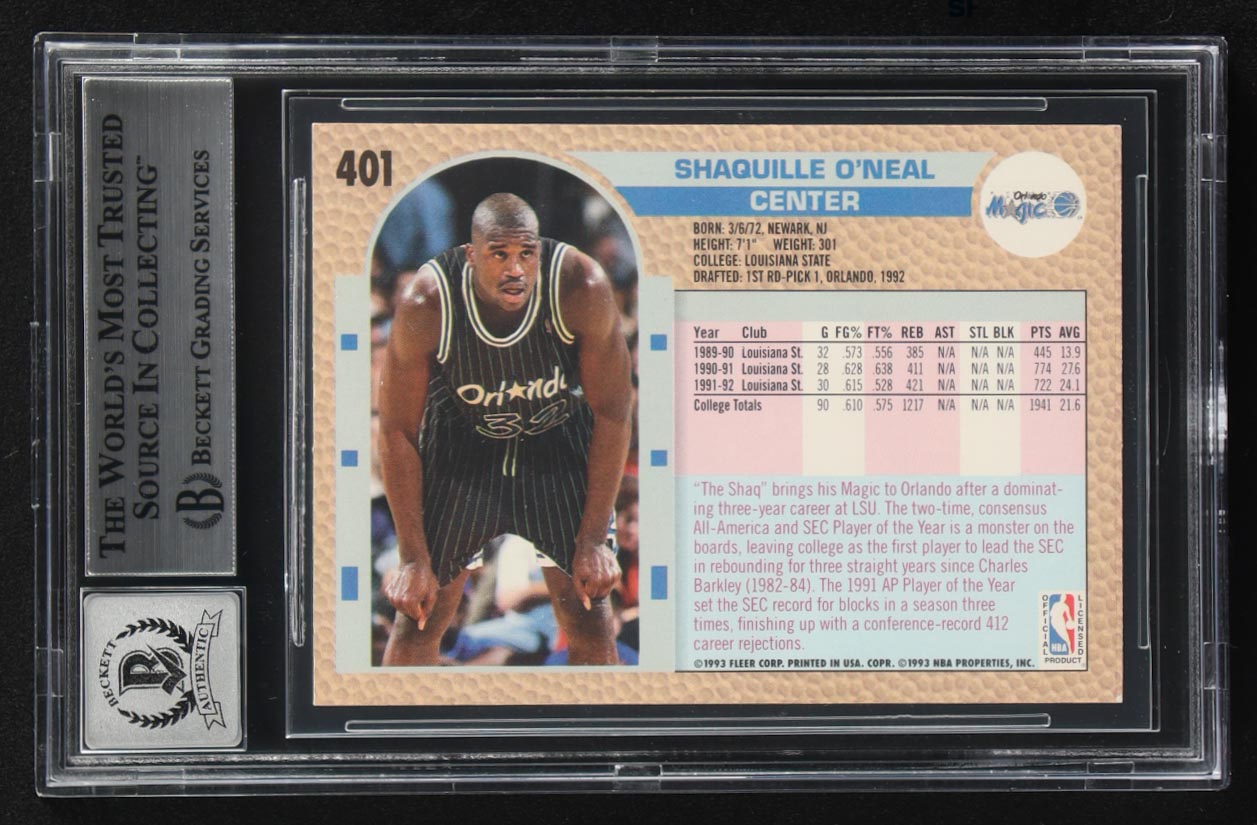 THE WORLD'S MOST TRUSTED
SOURCE IN COLLECTING™
B BECKETT GRADING SERVICES
BECKETT
B
AUTHENTIC
401
SHAQUILLE O'NEAL
CENTER
Orlando
Magic
BORN: 3/6/72, NEWARK, NJ
HEIGHT: 7'1" WEIGHT: 301
COLLEGE: LOUISIANA STATE
DRAFTED: 1ST RD-PICK 1, ORLANDO, 1992
Orlando
32
Year Club G FG% FT% REB AST STL BLK PTS AVG
1989-90 Louisiana St. 32 .573 .556 385 N/A N/A N/A 445 13.9
1990-91 Louisiana St. 28 .628 .638 411 N/A N/A N/A 774 27.6
1991-92 Louisiana St. 30 .615 .528 421 N/A N/A N/A 722 24.1
College Totals 90 .610 .575 1217 N/A N/A N/A 1941 21.6
"The Shaq" brings his Magic to Orlando after a dominat-
ing three-year career at LSU. The two-time, consensus
All-America and SEC Player of the Year is a monster on the
boards, leaving college as the first player to lead the SEC
in rebounding for three straight years since Charles
Barkley (1982-84). The 1991 AP Player of the Year
set the SEC record for blocks in a season three
times, finishing up with a conference-record 412
career rejections.
©1993 FLEER CORP. PRINTED IN USA. COPR. ©1993 NBA PROPERTIES, INC.
OFFICIAL
LICENSED
NBA
PRODUCT